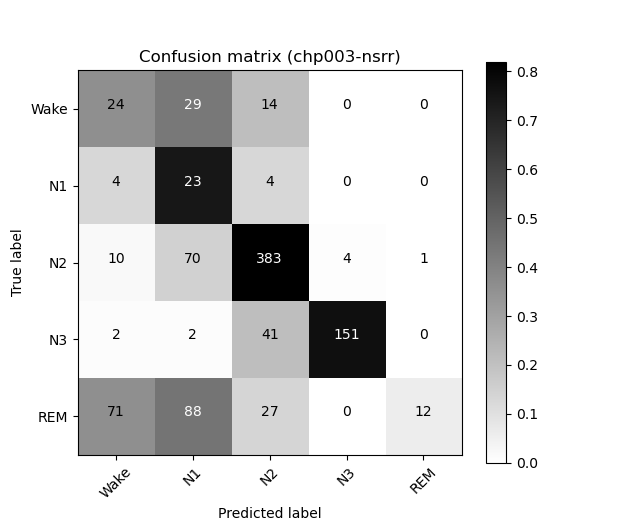 Confusion matrix (chp003-nsrr)
Wake 24 29 14 0 0
N1 4 23 4 0 0
N2 10 70 383 4 1
N3 2 2 41 151 0
REM 71 88 27 0 12
Wake N1 N2 N3 REM
True label
Predicted label
0.8
0.7
0.6
0.5
0.4
0.3
0.2
0.1
0.0